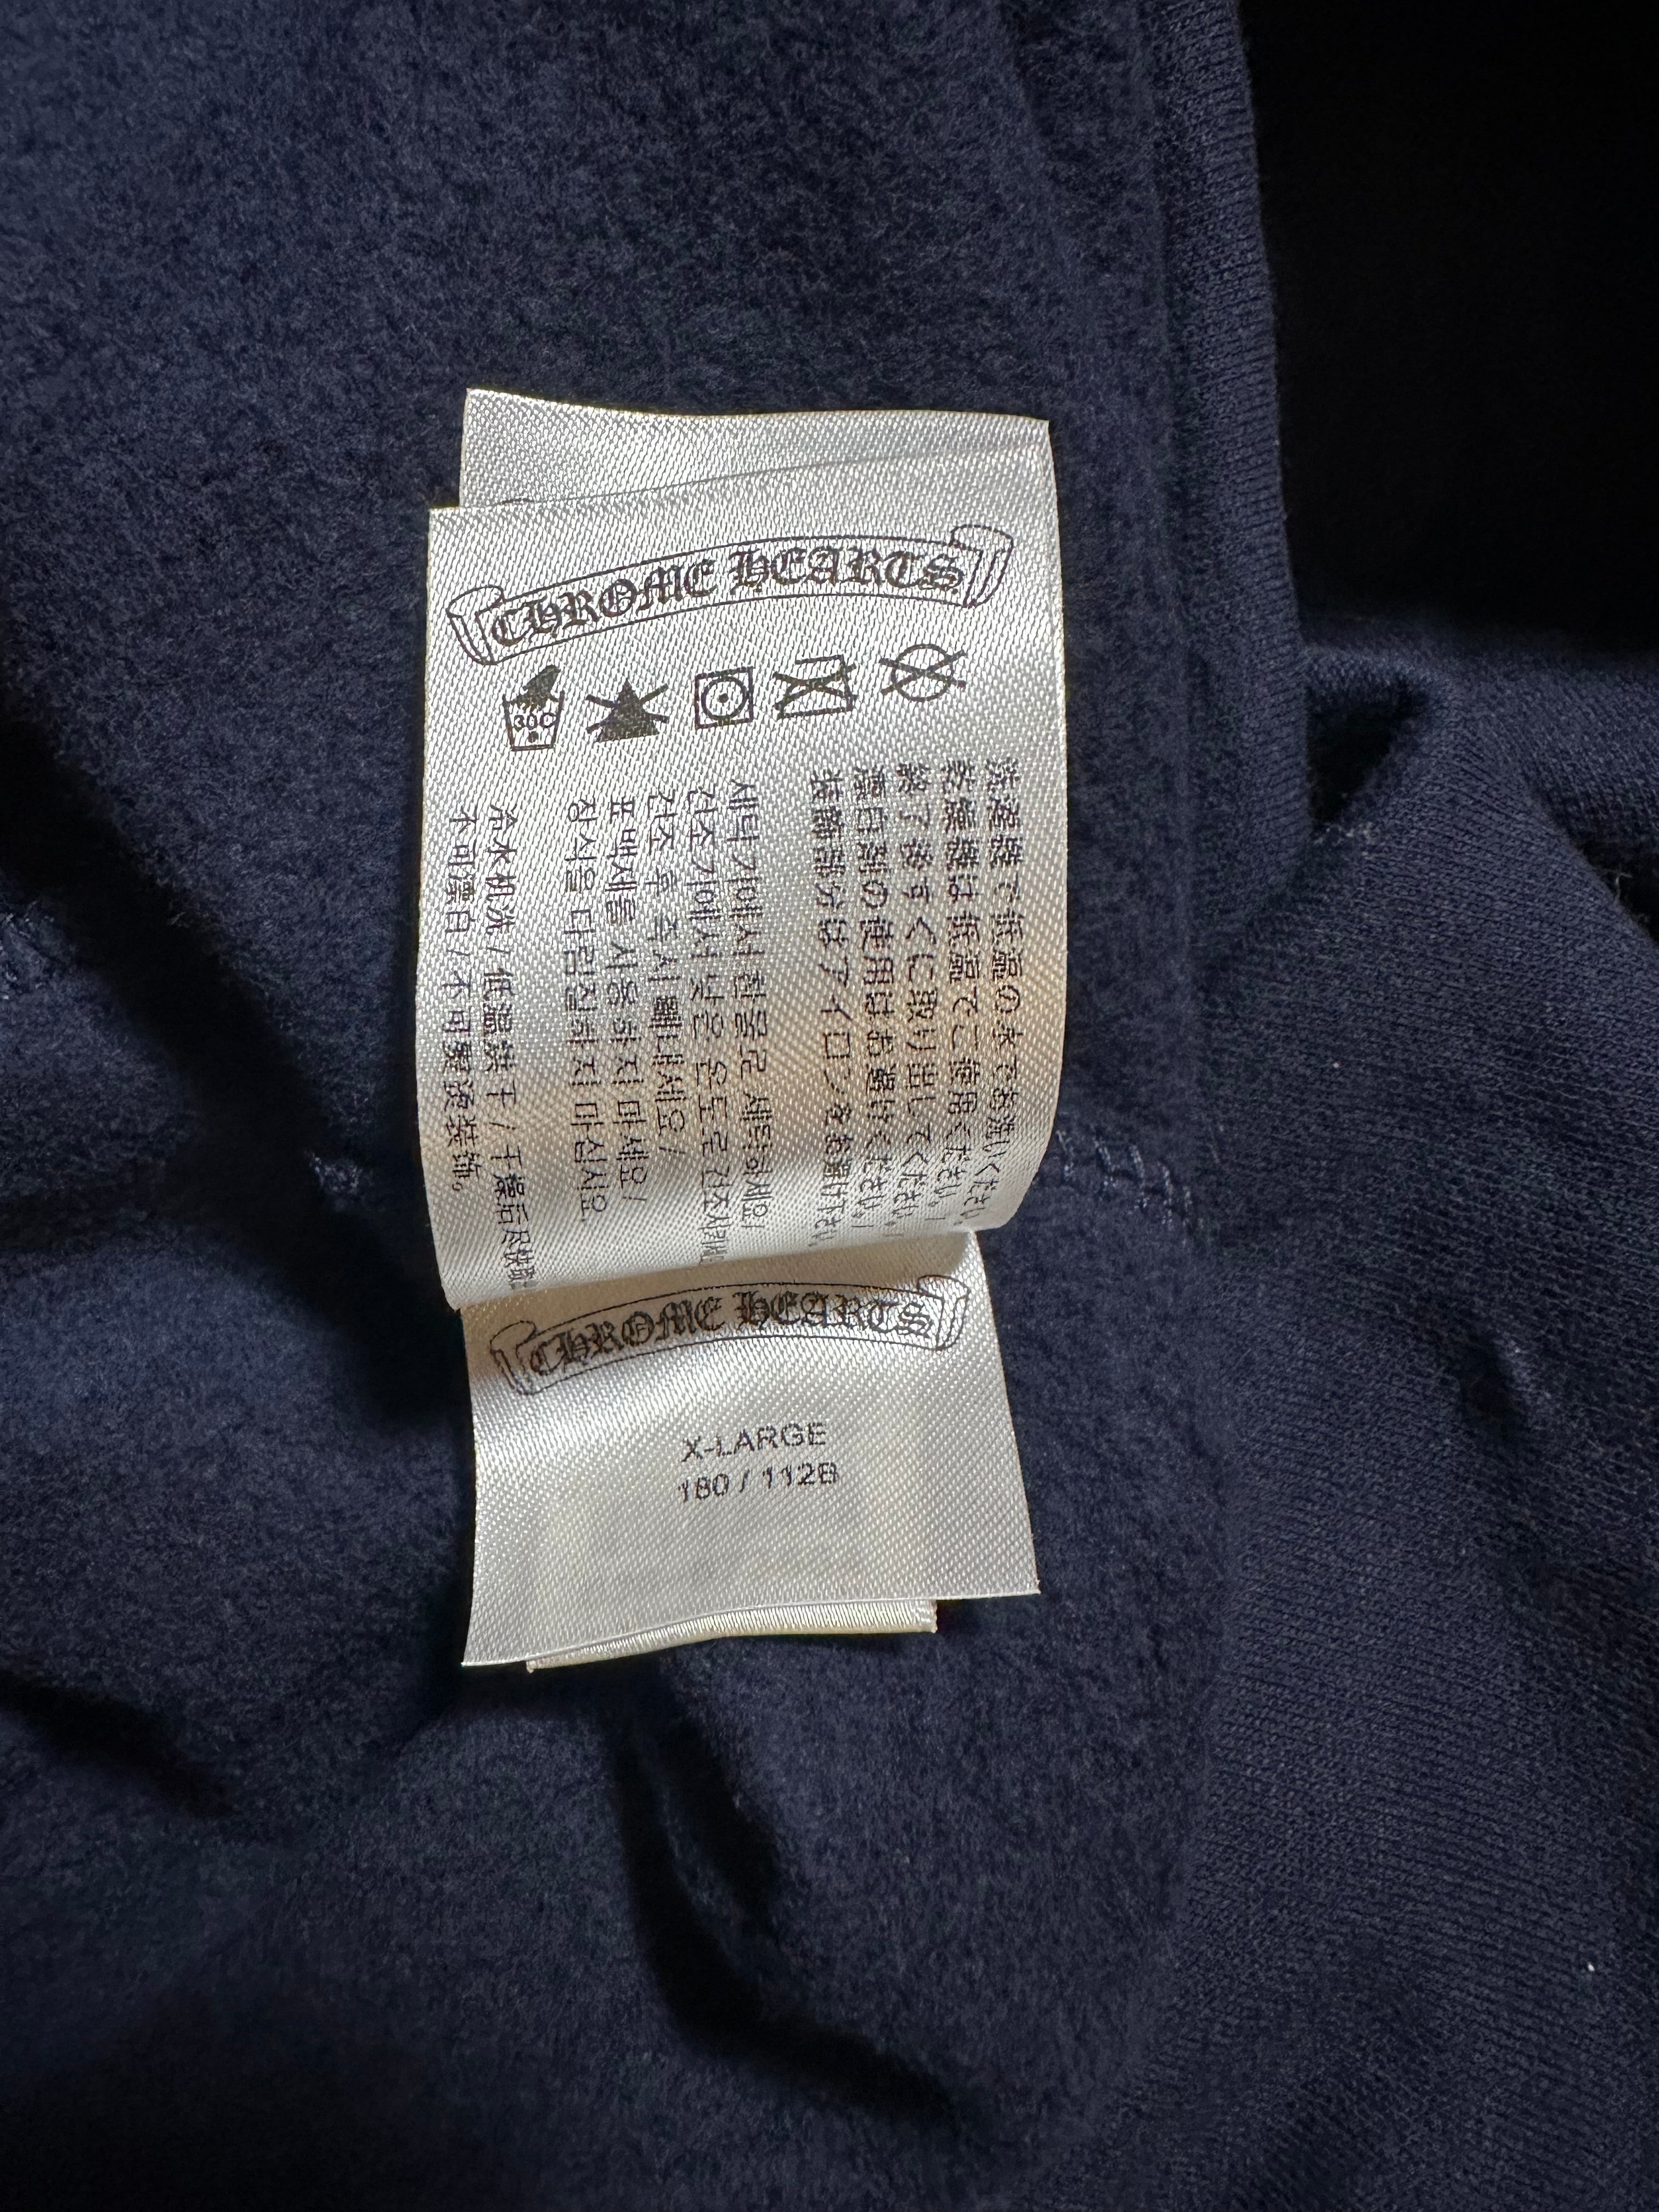 CHROME HEARTS
30C
洗濯機で低温の水でお洗いください。/
乾燥機は低温でご使用ください。/
終了後すぐに取り出してください。/
漂白剤の使用はお避けください。/
装飾部分はアイロンをお避け下さい。
세탁기에서 찬물로 세탁하세요/
건조기에서 낮은 온도로 건조시키세요/
건조 후 즉시 빼내세요/
표백제를 사용하지 마세요/
장식을 다림질하지 마십시오.
冷水机洗 / 低温烘干 / 干燥后尽快取出
不可漂白 / 不可熨烫装饰。
CHROME HEARTS
X-LARGE
180 / 112B